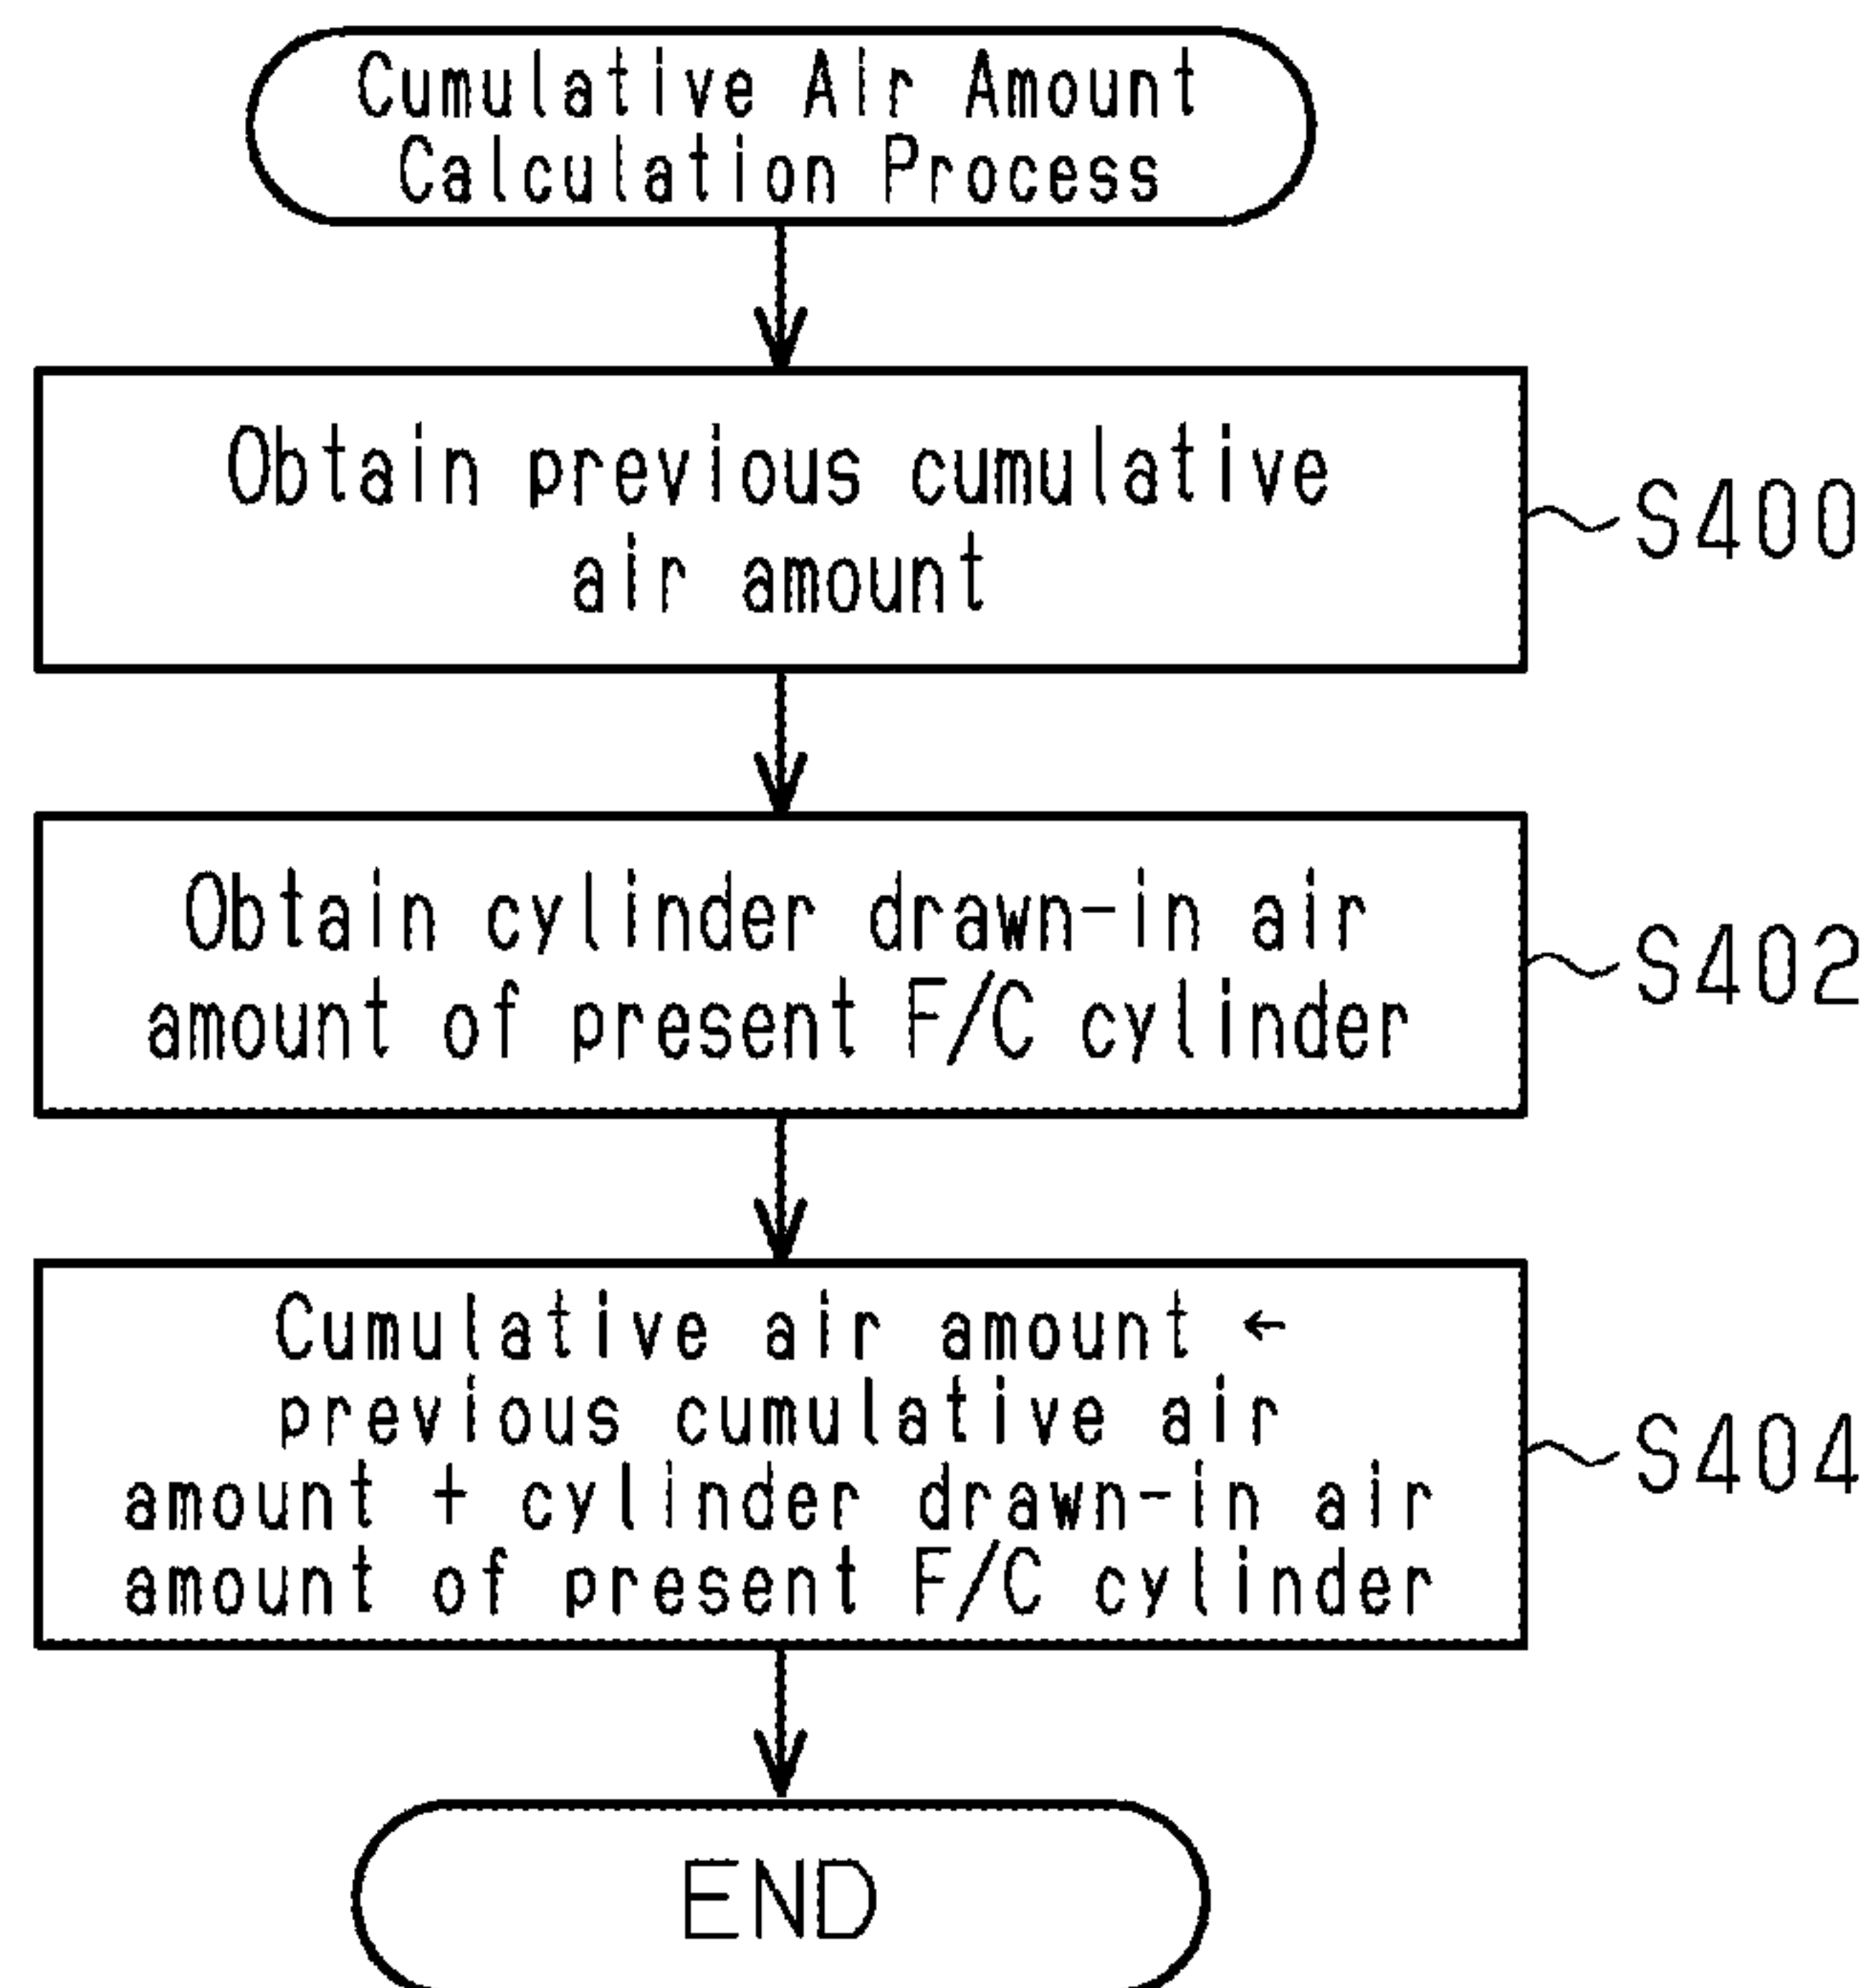 Cumulative Air Amount
Calculation Process
Obtain previous cumulative
air amount
S400
Obtain cylinder drawn-in air
amount of present F/C cylinder
S402
Cumulative air amount ←
previous cumulative air
amount + cylinder drawn-in air
amount of present F/C cylinder
S404
END